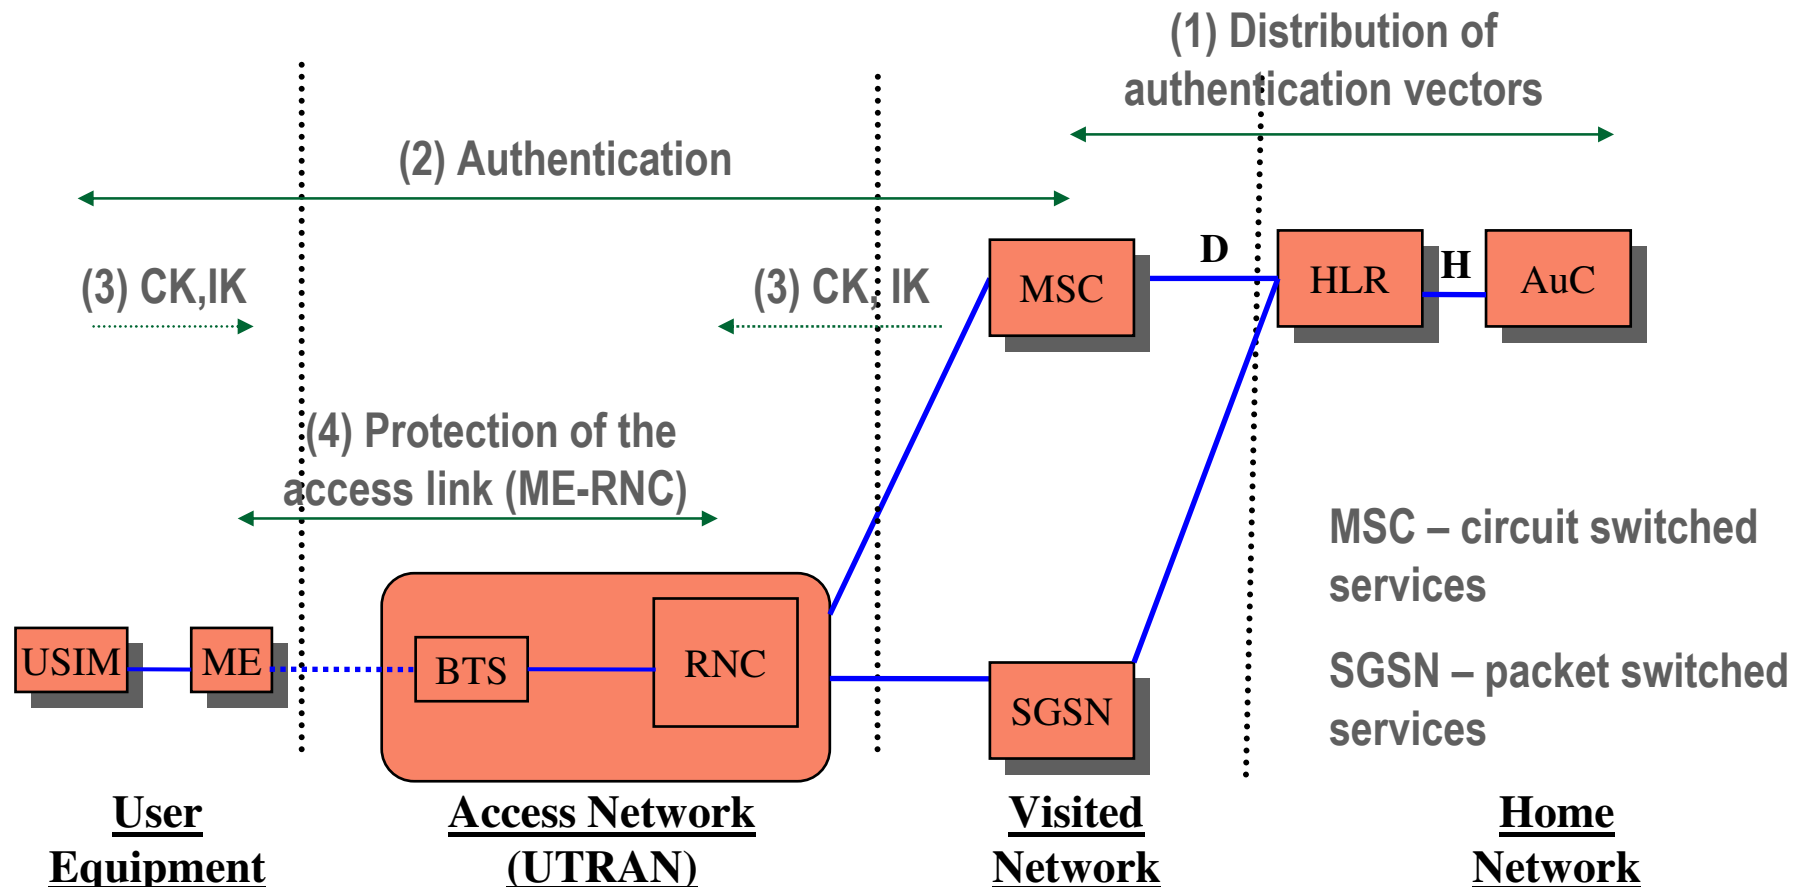 (1) Distribution of
authentication vectors
(2) Authentication
(3) CK,IK
(3) CK, IK
MSC
D
HLR
H
AuC
(4) Protection of the
access link (ME-RNC)
MSC – circuit switched
services
SGSN – packet switched
services
USIM
ME
BTS
RNC
SGSN
User
Equipment
Access Network
(UTRAN)
Visited
Network
Home
Network